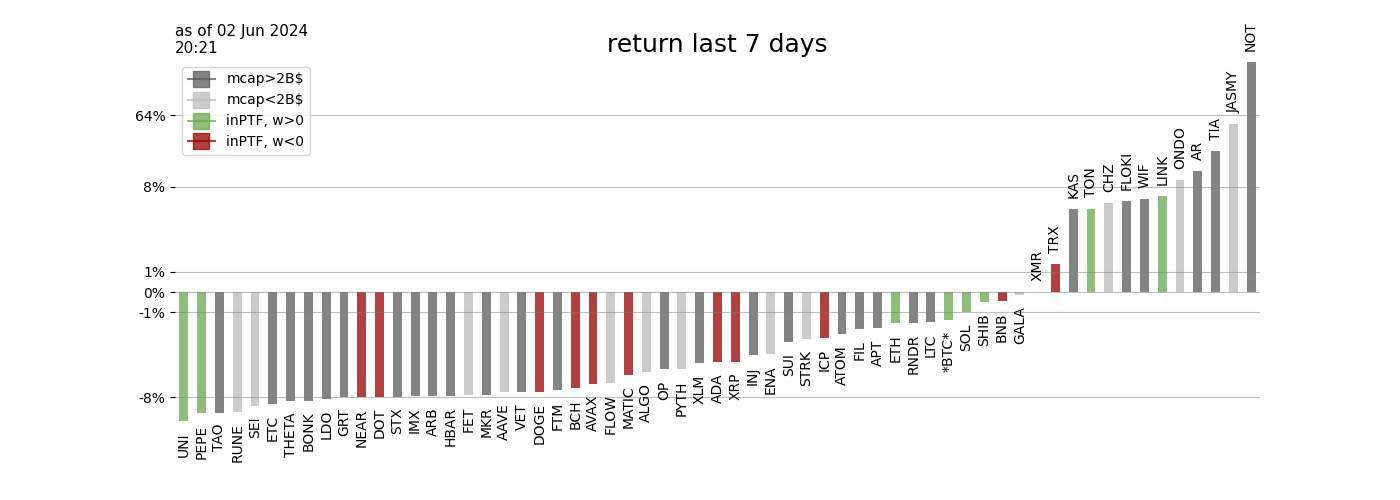 as of 02 Jun 2024
20:21
return last 7 days
mcap>2B$
mcap<2B$
inPTF, w>0
inPTF, w<0
64%
8%
1%
0%
-1%
-8%
UNI
PEPE
TAO
RUNE
SEI
ETC
THETA
BONK
LDO
GRT
NEAR
DOT
STX
IMX
ARB
HBAR
FET
MKR
AAVE
VET
DOGE
FTM
BCH
AVAX
FLOW
MATIC
ALGO
OP
PYTH
XLM
ADA
XRP
INJ
ENA
SUI
STRK
ICP
ATOM
FIL
APT
ETH
RNDR
LTC
*BTC*
SOL
SHIB
BNB
GALA
XMR
TRX
KAS
TON
CHZ
FLOKI
WIF
LINK
ONDO
AR
TIA
JASMY
NOT